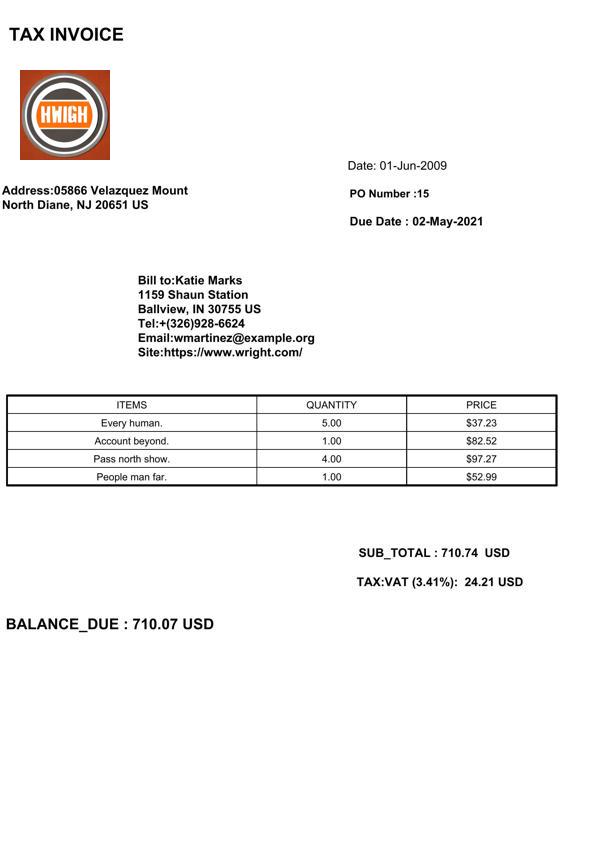 TAX INVOICE
HWIGH
Date: 01-Jun-2009
Address:05866 Velazquez Mount
North Diane, NJ 20651 US
PO Number :15
Due Date : 02-May-2021
Bill to:Katie Marks
1159 Shaun Station
Ballview, IN 30755 US
Tel:+(326)928-6624
Email:wmartinez@example.org
Site:https://www.wright.com/
ITEMS QUANTITY PRICE
Every human. 5.00 $37.23
Account beyond. 1.00 $82.52
Pass north show. 4.00 $97.27
People man far. 1.00 $52.99
SUB_TOTAL : 710.74 USD
TAX:VAT (3.41%): 24.21 USD
BALANCE_DUE : 710.07 USD